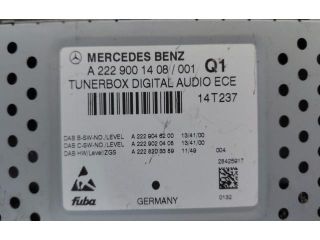 MERCEDES BENZ
A 222 900 14 08 / 001 Q1
TUNERBOX DIGITAL AUDIO ECE
14T237
DAB B-SW-NO./LEVEL A 222 904 62 00 13/41/00
DAB C-SW-NO./LEVEL A 222 902 04 08 13/41/00
DAB HW/Level/ZGS A 222 820 33 89 11/49 004
28425917
fuba
GERMANY
0132